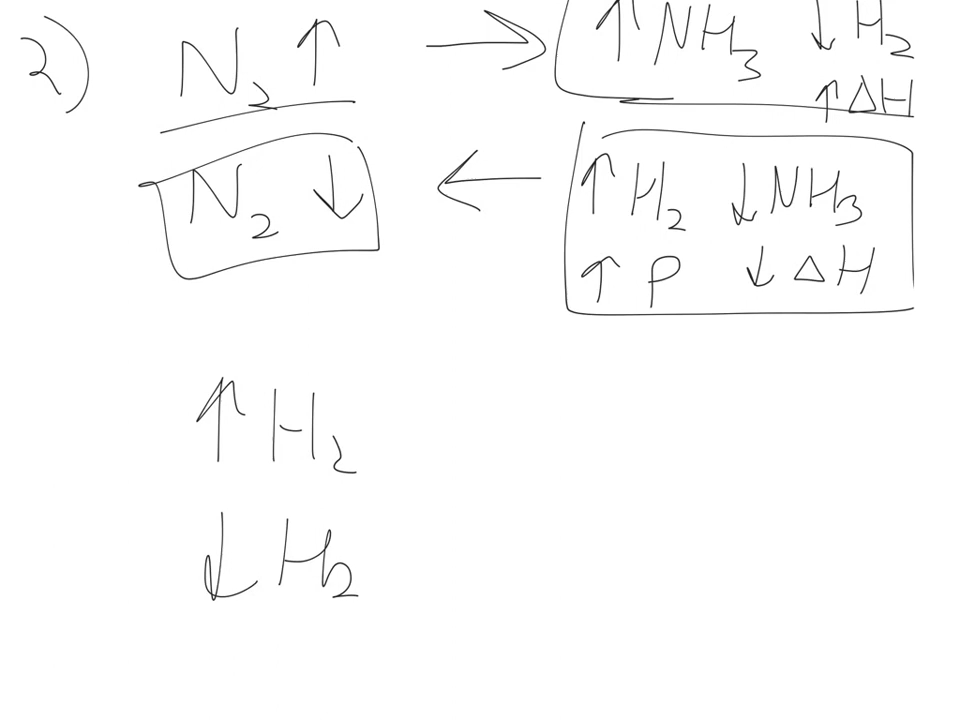 2) N₂ ↑ → ↑ NH₃ ↓ H₂
↑ ΔH
N₂ ↓ ← ↑ H₂ ↓ NH₃
↑ P ↓ ΔH
↑ H₂
↓ H₂